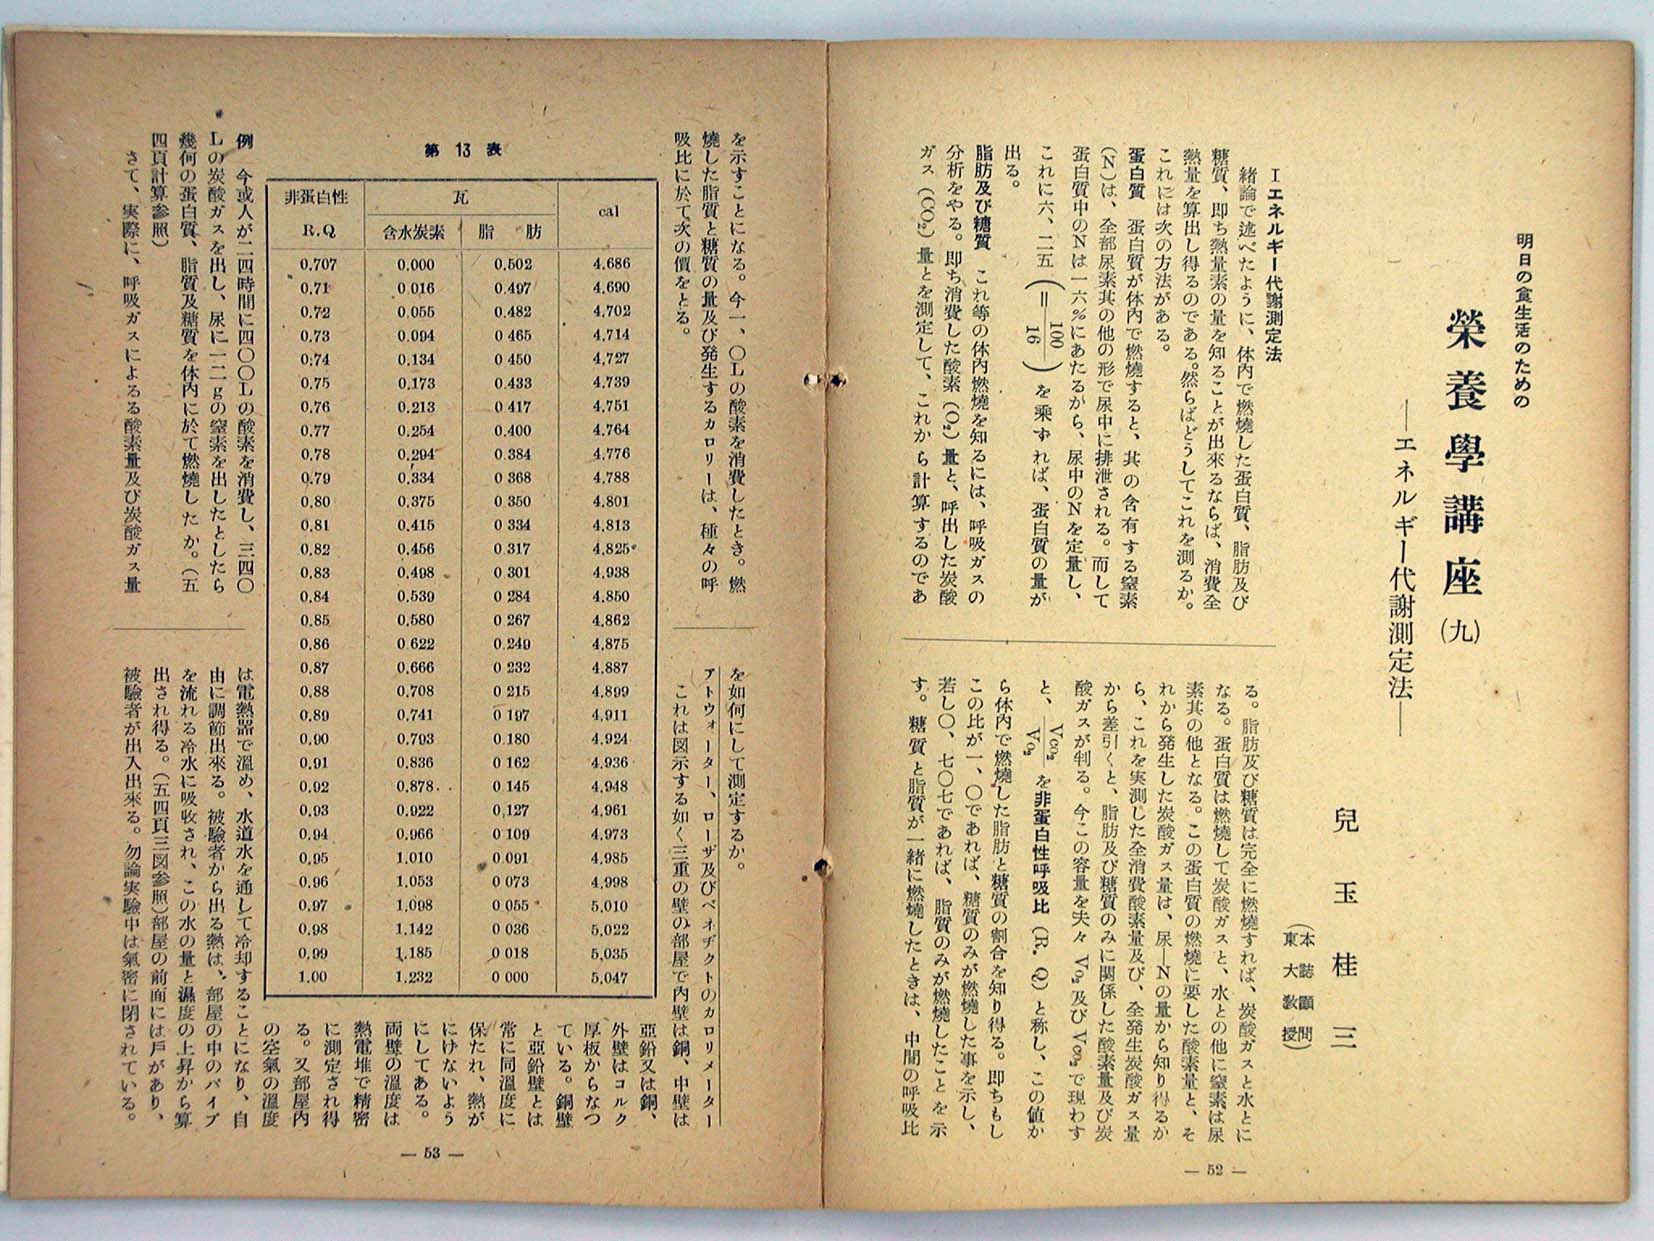 明日の食生活のための
榮養學講座(九)
―エネルギー代謝測定法―
兒玉桂三
(本誌顧問
東大敎授)
Ⅰ エネルギー代謝測定法
緖論で述べたように、体内で燃燒した蛋白質、脂肪及び
糖質、即ち熱量素の量を知ることが出來るならば、消費全
熱量を算出し得るのである。然らばどうしてこれを測るか。
これには次の方法がある。
蛋白質 蛋白質が体内で燃燒すると、其の含有する窒素
(N)は、全部尿素其の他の形で尿中に排泄される。而して
蛋白質中のNは一六%にあたるがら、尿中のNを定量し、
これに六、二五(=100/16)を乘ずれば、蛋白質の量が
出る。
脂肪及び糖質 これ等の体内燃燒を知るには、呼吸ガスの
分析をやる。即ち消費した酸素(O₂)量と、呼出した炭酸
ガス(CO₂)量とを測定して、これから計算するのであ
る。脂肪及び糖質は完全に燃燒すれば、炭酸ガスと水とに
なる。蛋白質は燃燒して炭酸ガスと、水との他に窒素は尿
素其の他となる。この蛋白質の燃燒に要した酸素量と、そ
れから発生した炭酸ガス量は、尿―Nの量から知り得るか
ら、これを実測した全消費酸素量及び、全発生炭酸ガス量
から差引くと、脂肪及び糖質のみに関係した酸素量及び炭
酸ガスが判る。今この容量を夫々Vo₂及びVco₂で現わす
と、Vco₂/Vo₂を非蛋白性呼吸比(R.Q)と称し、この値か
ら体内で燃燒した脂肪と糖質の割合を知り得る。即ちもし
この比が一、〇であれば、糖質のみが燃燒した事を示し、
若し〇、七〇七であれば、脂質のみが燃燒したことを示
す。糖質と脂質が一緖に燃燒したときは、中間の呼吸比
― 52 ―
を示すことになる。今一、〇Lの酸素を消費したとき。燃
燒した脂質と糖質の量及び発生するカロリーは、種々の呼
吸比に於て次の價をとる。
第 13 表
非蛋白性 R.Q 瓦 cal
含水炭素 脂肪
0.707 0.000 0.502 4.686
0.71 0.016 0.497 4.690
0.72 0.055 0.482 4.702
0.73 0.094 0 465 4.714
0.74 0.134 0 450 4.727
0.75 0.173 0.433 4.739
0.76 0.213 0 417 4.751
0.77 0.254 0.400 4.764
0.78 0.294 0.384 4.776
0.79 0.334 0 368 4.788
0.80 0.375 0.350 4.801
0.81 0.415 0 334 4.813
0.82 0.456 0.317 4.825
0.83 0.498 0 301 4.938
0.84 0.539 0 284 4.850
0.85 0.580 0 267 4.862
0.86 0.622 0.249 4.875
0.87 0.666 0 232 4.887
0.88 0.708 0 215 4.899
0.89 0.741 0 197 4.911
0.90 0.793 0.180 4.924
0.91 0.836 0 162 4.936
0.92 0.878 0 145 4.948
0.93 0.922 0.127 4.961
0.94 0.966 0 109 4.973
0.95 1.010 0 091 4.985
0.96 1.053 0 073 4.998
0.97 1.098 0 055 5.010
0.98 1.142 0 036 5.022
0.99 1.185 0 018 5.035
1.00 1.232 0 000 5.047
例 今或人が二四時間に四〇〇Lの酸素を消費し、三四〇
Lの炭酸ガスを出し、尿に一二gの窒素を出したとしたら
幾何の蛋白質、脂質及糖質を体内に於て燃燒したか。(五
四頁計算参照)
さて、実際に、呼吸ガスによるる酸素量及び炭酸ガス量
を如何にして測定するか。
アトウォーター、ローザ及びベネヂクトのカロリメーター
これは図示する如く三重の壁の部屋で内壁は銅、中壁は
亞鉛又は銅、
外壁はコルク
厚板からなつ
ている。銅壁
と亞鉛壁とは
常に同溫度に
保たれ、熱が
にけないよう
にしてある。
両壁の溫度は
熱電堆で精密
に測定され得
る。又部屋内
の空氣の溫度
は電熱器で溫め、水道水を通して冷却することになり、自
由に調節出來る。被驗者から出る熱は、部屋の中のパイプ
を流れる冷水に吸收され、この水の量と濕度の上昇から算
出され得る。(五四頁三図参照)部屋の前面には戸があり、
被驗者が出入出來る。勿論実驗中は氣密に閉されている。
― 53 ―